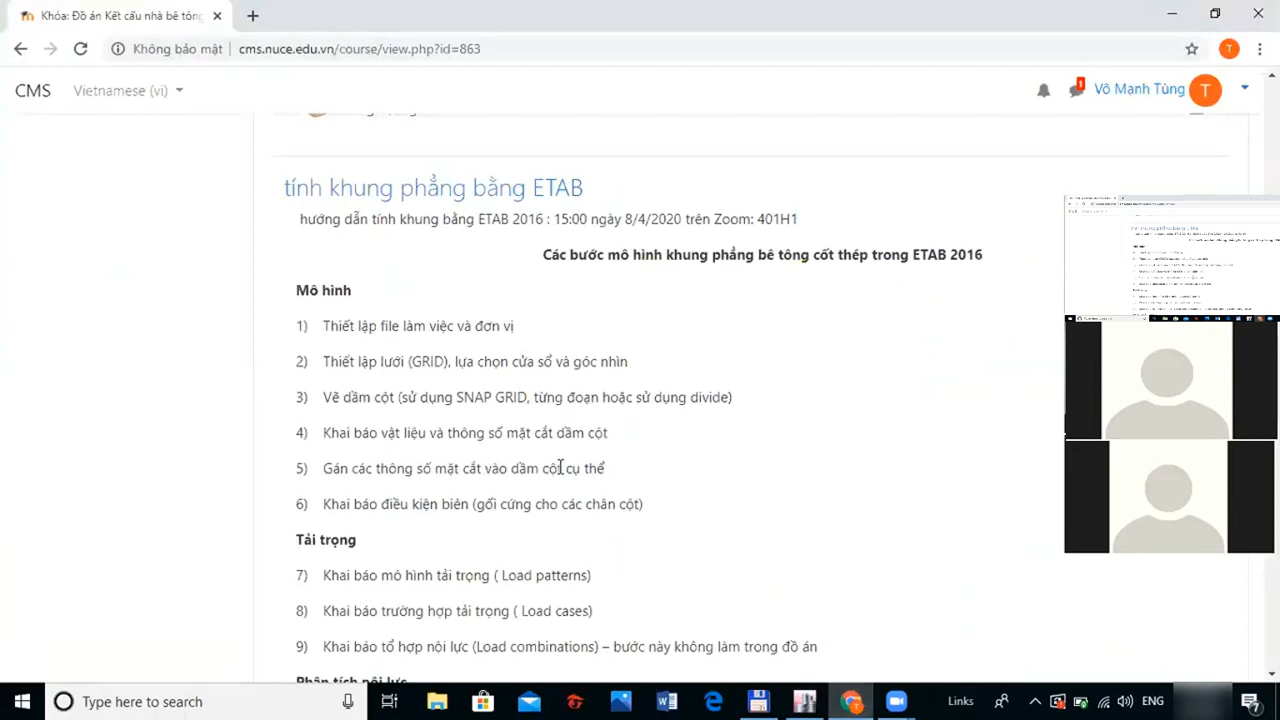 Khóa: Đồ án Kết cấu nhà bê tông
Không bảo mật
cms.nuce.edu.vn/course/view.php?id=863
T
CMS
Vietnamese (vi)
1
Võ Mạnh Tùng
T
tính khung phẳng bằng ETAB
hướng dẫn tính khung bằng ETAB 2016 : 15:00 ngày 8/4/2020 trên Zoom: 401H1
Các bước mô hình khung phẳng bê tông cốt thép trong ETAB 2016
Mô hình
1) Thiết lập file làm việc, đơn vị
2) Thiết lập lưới (GRID), lựa chọn cửa sổ và góc nhìn
3) Vẽ dầm cột (sử dụng SNAP GRID, từng đoạn hoặc sử dụng divide)
4) Khai báo vật liệu và thông số mặt cắt dầm cột
5) Gán các thông số mặt cắt vào dầm cột cụ thể
6) Khai báo điều kiện biên (gối cứng cho các chân cột)
Tải trọng
7) Khai báo mô hình tải trọng ( Load patterns)
8) Khai báo trường hợp tải trọng ( Load cases)
9) Khai báo tổ hợp nội lực (Load combinations) – bước này không làm trong đồ án
Phân tích nội lực
Type here to search
Links
ENG
7